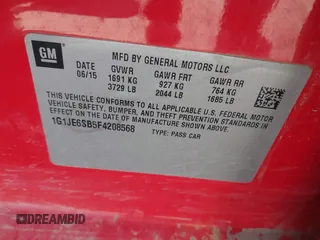 GM
MFD BY GENERAL MOTORS LLC
DATE GVWR GAWR FRT GAWR RR
06/15 1691 KG 927 KG 764 KG
3729 LB 2044 LB 1685 LB
THIS VEHICLE CONFORMS TO ALL APPLICABLE U.S. FEDERAL MOTOR VEHICLE
SAFETY, BUMPER, AND THEFT PREVENTION STANDARDS IN
EFFECT ON THE DATE OF MANUFACTURE SHOWN ABOVE.
1G1JE6SB5F4208568
TYPE: PASS CAR
DREAMBID